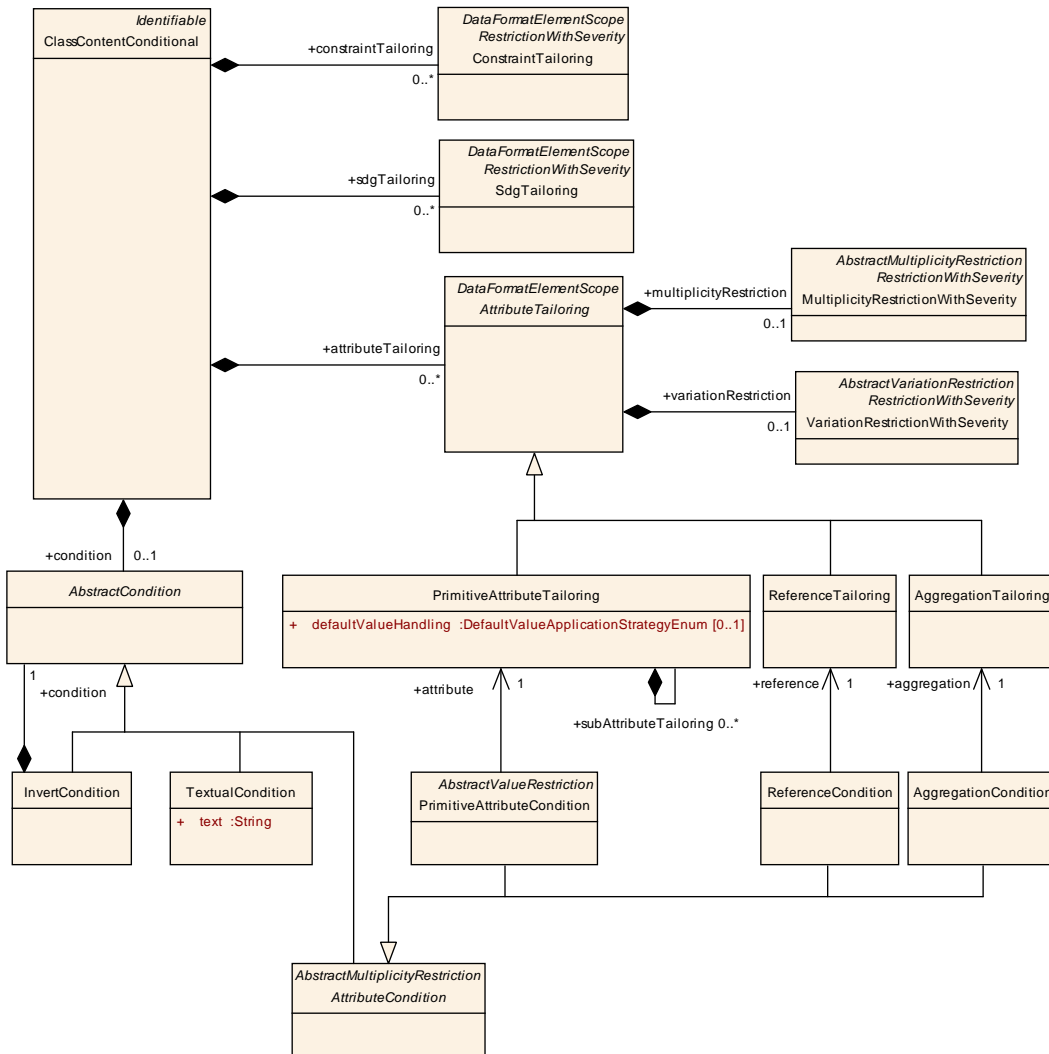 Identifiable
ClassContentConditional
+constraintTailoring
0..*
DataFormatElementScope
RestrictionWithSeverity
ConstraintTailoring
+sdgTailoring
0..*
DataFormatElementScope
RestrictionWithSeverity
SdgTailoring
+attributeTailoring
0..*
DataFormatElementScope
AttributeTailoring
+multiplicityRestriction
0..1
AbstractMultiplicityRestriction
RestrictionWithSeverity
MultiplicityRestrictionWithSeverity
+variationRestriction
0..1
AbstractVariationRestriction
RestrictionWithSeverity
VariationRestrictionWithSeverity
+condition 0..1
AbstractCondition
PrimitiveAttributeTailoring
+ defaultValueHandling :DefaultValueApplicationStrategyEnum [0..1]
ReferenceTailoring
AggregationTailoring
1
+condition
+attribute 1
+subAttributeTailoring 0..*
+reference 1
+aggregation 1
InvertCondition
TextualCondition
+ text :String
AbstractValueRestriction
PrimitiveAttributeCondition
ReferenceCondition
AggregationCondition
AbstractMultiplicityRestriction
AttributeCondition